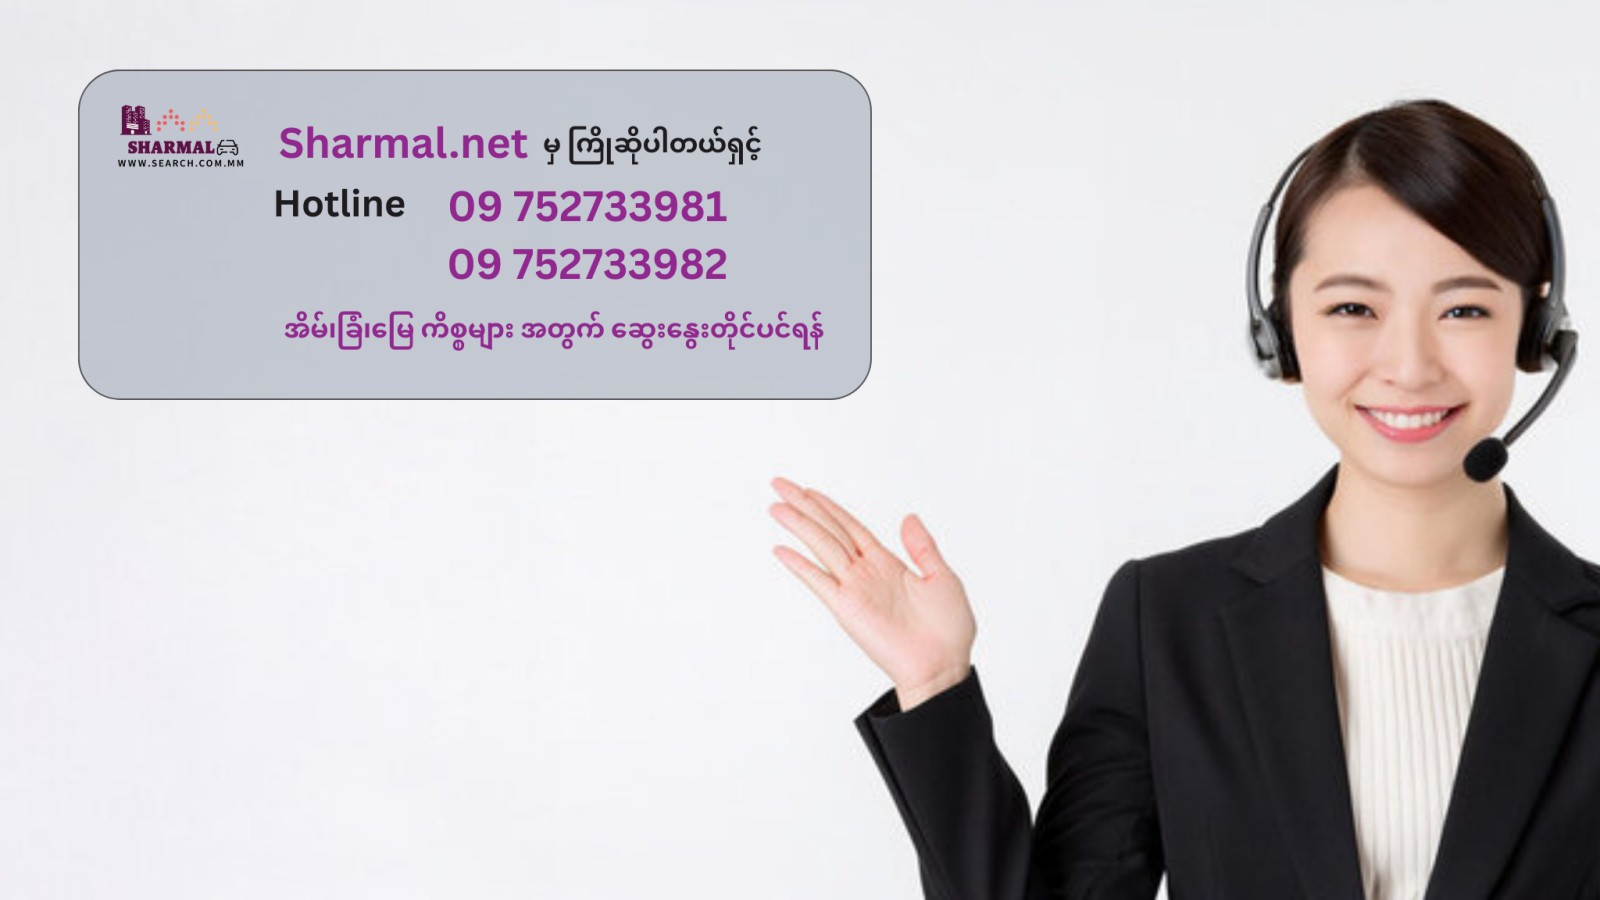 SHARMAL
WWW.SEARCH.COM.MM
Sharmal.net မှ ကြိုဆိုပါတယ်ရှင့်
Hotline 09 752733981
09 752733982
အိမ်၊ခြံ၊မြေ ကိစ္စများ အတွက် ဆွေးနွေးတိုင်ပင်ရန်